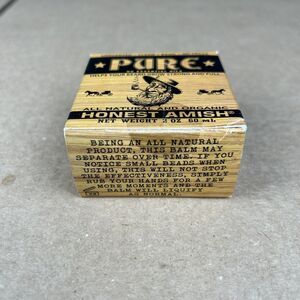 PURE
HELPS YOUR BEARD GROW STRONG AND FULL
ALL NATURAL AND ORGANIC
HONEST AMISH®
NET WEIGHT 2 OZ 60 ML
BEING AN ALL NATURAL
PRODUCT, THIS BALM MAY
SEPARATE OVER TIME. IF YOU
NOTICE SMALL BEADS WHEN
USING, THIS WILL NOT STOP
THE EFFECTIVENESS, SIMPLY
RUB YOUR HANDS FOR A FEW
MORE MOMENTS AND THE
BALM WILL LIQUIFY
AS NORMAL.